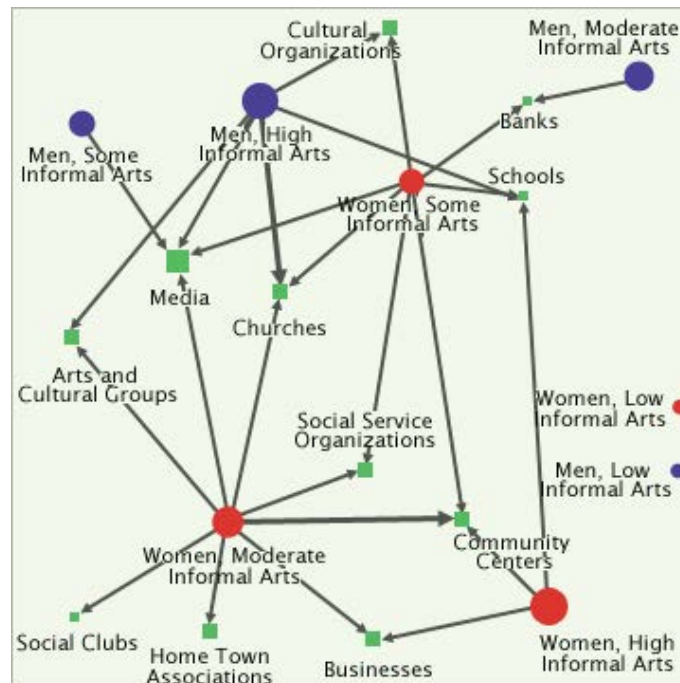 Cultural
Organizations
Men, Moderate
Informal Arts
Men, High
Informal Arts
Banks
Men, Some
Informal Arts
Schools
Women, Some
Informal Arts
Media
Churches
Arts and
Cultural Groups
Women, Low
Informal Arts
Social Service
Organizations
Men, Low
Informal Arts
Women, Moderate
Informal Arts
Community
Centers
Social Clubs
Home Town
Associations
Businesses
Women, High
Informal Arts